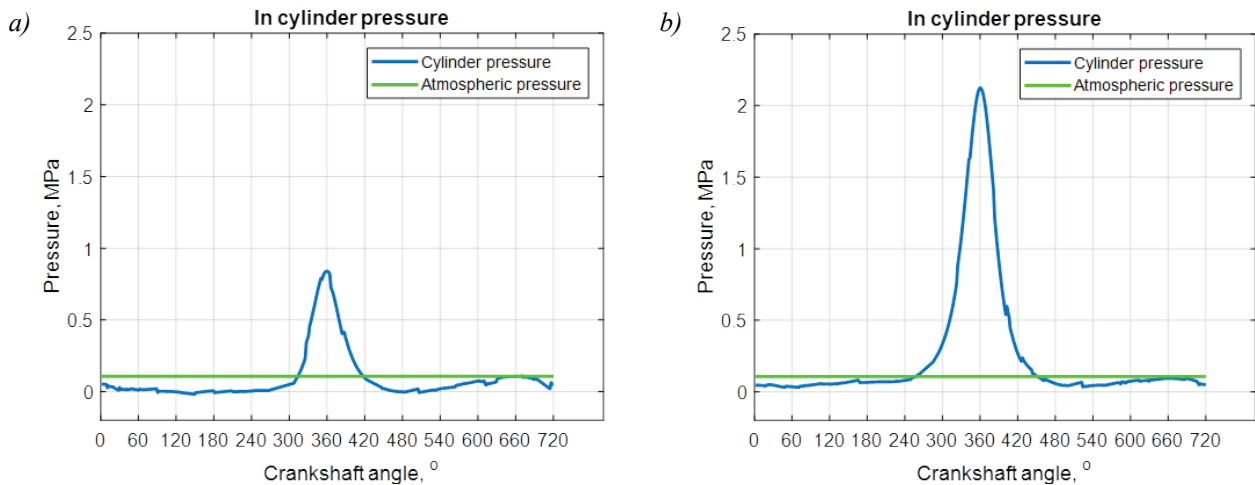 a)
In cylinder pressure
2.5
2
1.5
1
0.5
0
Pressure, MPa
Cylinder pressure
Atmospheric pressure
0 60 120 180 240 300 360 420 480 540 600 660 720
Crankshaft angle, °
b)
In cylinder pressure
2.5
2
1.5
1
0.5
0
Pressure, MPa
Cylinder pressure
Atmospheric pressure
0 60 120 180 240 300 360 420 480 540 600 660 720
Crankshaft angle, °